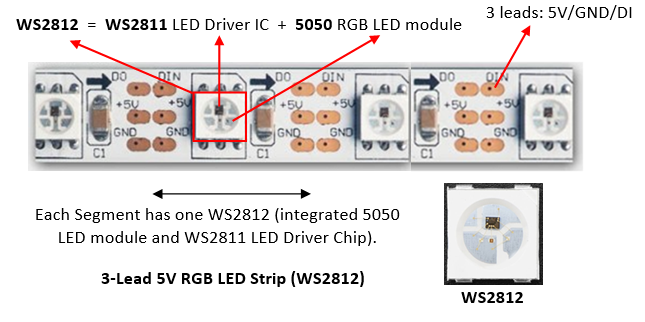 WS2812 = WS2811 LED Driver IC + 5050 RGB LED module
3 leads: 5V/GND/DI
DO DIN DO DIN DO DIN
+5V +5V +5V +5V +5V +5V
GND GND GND GND GND GND
C1 C1 C1
Each Segment has one WS2812 (integrated 5050
LED module and WS2811 LED Driver Chip).
3-Lead 5V RGB LED Strip (WS2812)
WS2812